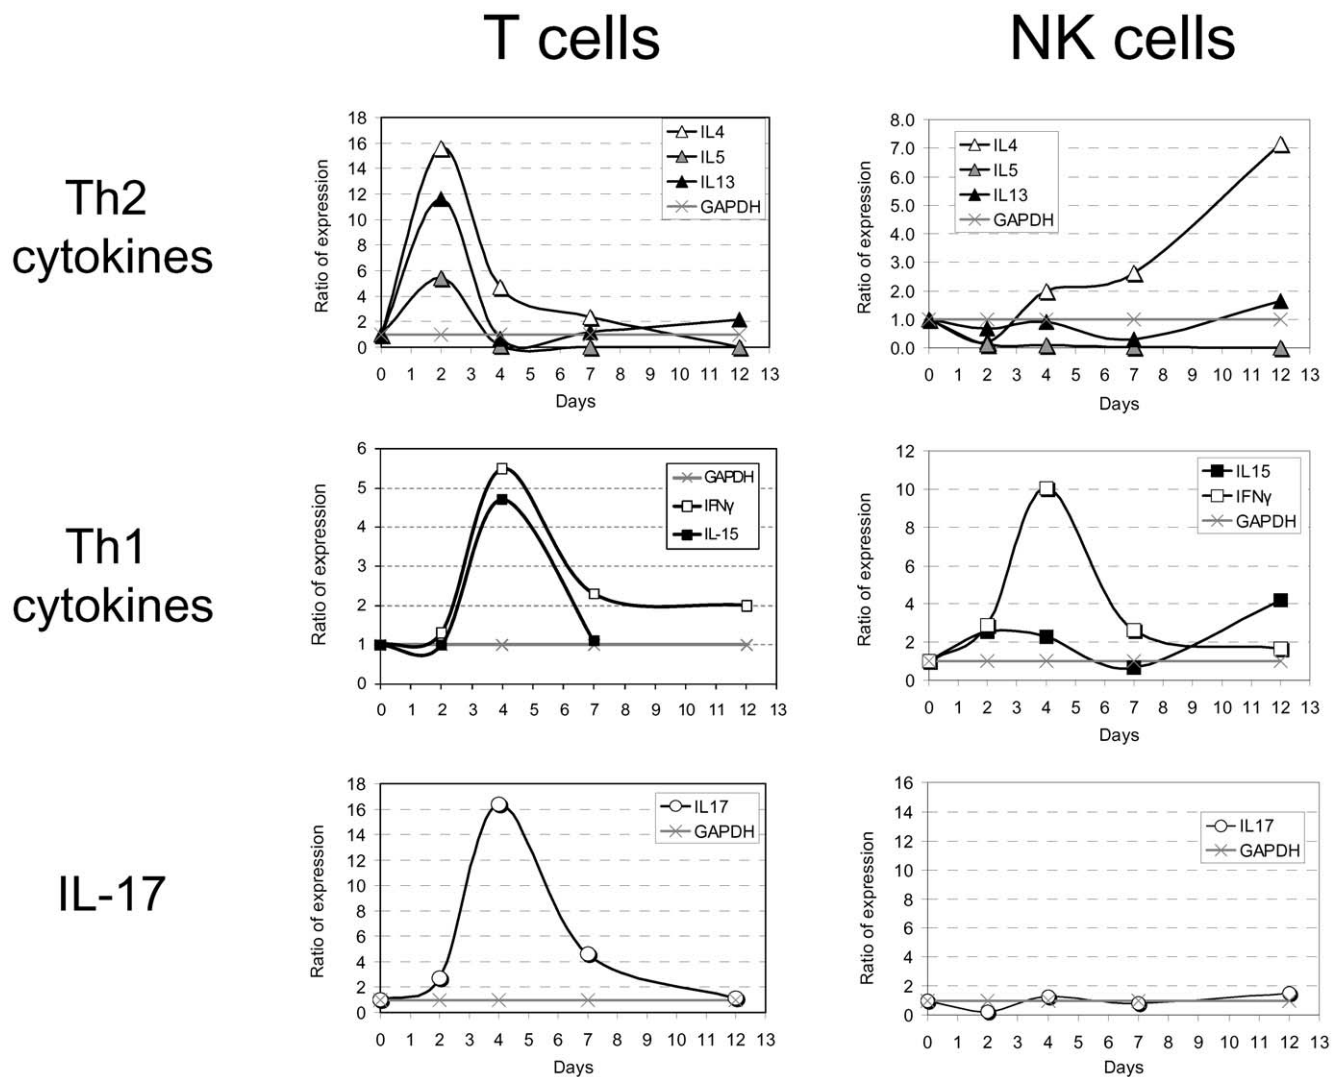 T cells
NK cells
Th2
cytokines
Ratio of expression
18
16
14
12
10
8
6
4
2
0
IL4
IL5
IL13
GAPDH
0 1 2 3 4 5 6 7 8 9 10 11 12 13
Days
Ratio of expression
8.0
7.0
6.0
5.0
4.0
3.0
2.0
1.0
0.0
IL4
IL5
IL13
GAPDH
0 1 2 3 4 5 6 7 8 9 10 11 12 13
Days
Th1
cytokines
Ratio of expression
6
5
4
3
2
1
0
GAPDH
IFNγ
IL-15
0 1 2 3 4 5 6 7 8 9 10 11 12 13
Days
Ratio of expression
12
10
8
6
4
2
0
IL15
IFNγ
GAPDH
0 1 2 3 4 5 6 7 8 9 10 11 12 13
Days
IL-17
Ratio of expression
18
16
14
12
10
8
6
4
2
0
IL17
GAPDH
0 1 2 3 4 5 6 7 8 9 10 11 12 13
Days
Ratio of expression
16
14
12
10
8
6
4
2
0
IL17
GAPDH
0 1 2 3 4 5 6 7 8 9 10 11 12 13
Days